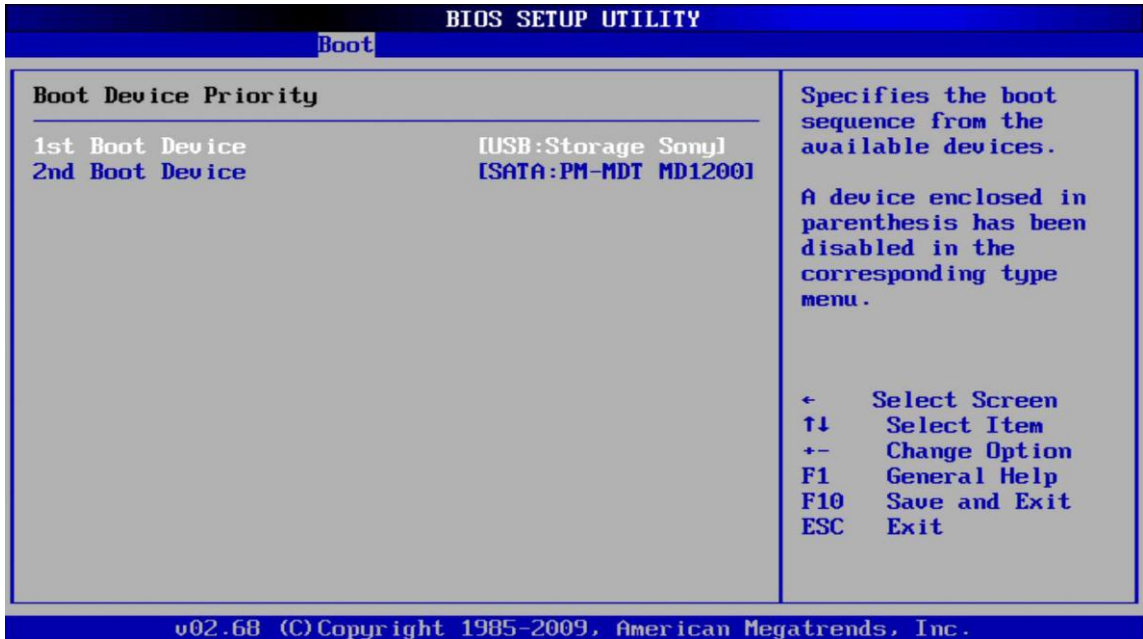 BIOS SETUP UTILITY
Boot
Boot Device Priority
1st Boot Device [USB:Storage Sony]
2nd Boot Device [SATA:PM-MDT MD1200]
Specifies the boot
sequence from the
available devices.
A device enclosed in
parenthesis has been
disabled in the
corresponding type
menu.
← Select Screen
↑↓ Select Item
+- Change Option
F1 General Help
F10 Save and Exit
ESC Exit
v02.68 (C)Copyright 1985-2009, American Megatrends, Inc.